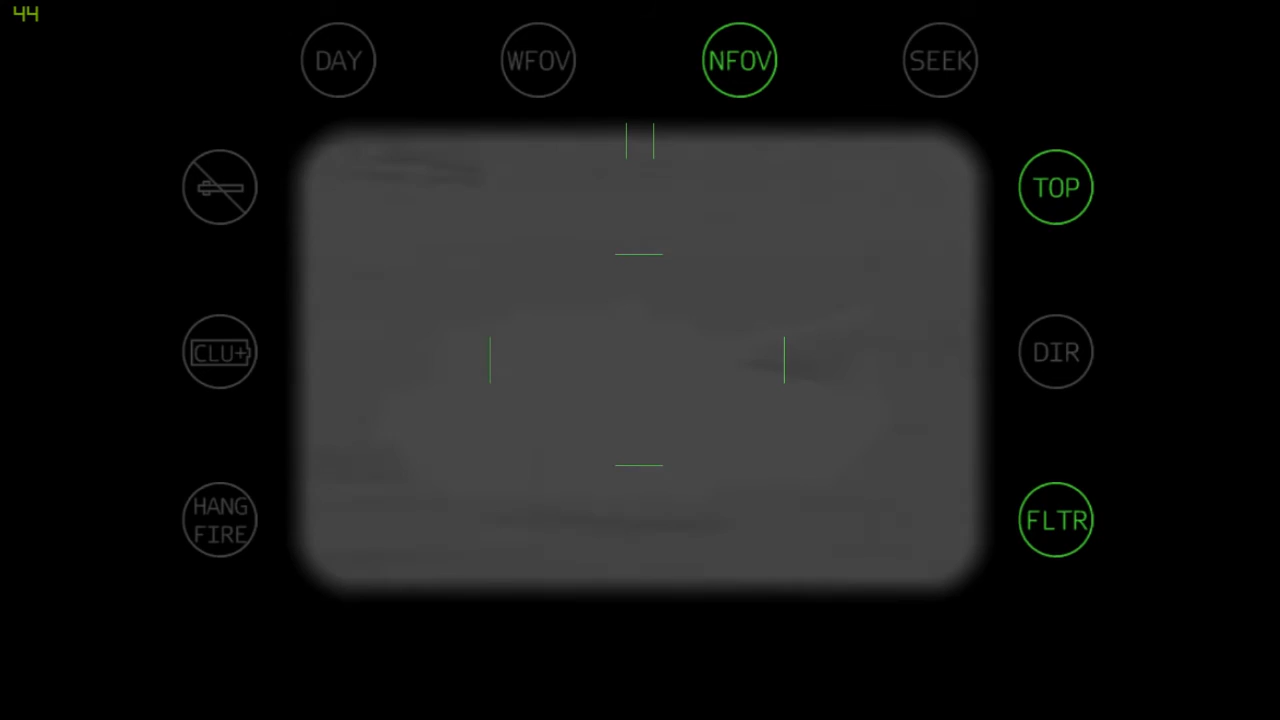 44
DAY
WFOV
NFOV
SEEK
TOP
CLU+
DIR
HANG
FIRE
FLTR